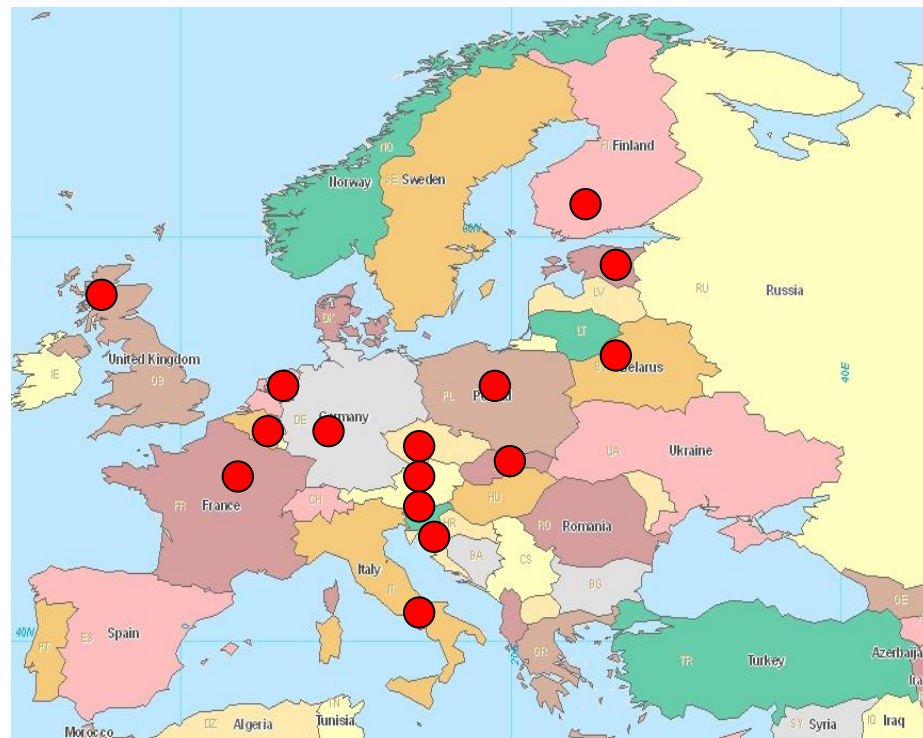 NO
Norway
SE Sweden
FI Finland
60N
RU
Russia
LV
LT
DK
IE
United Kingdom
GB
Belarus
40E
PL
DE
Germany
UA
Ukraine
FR
France
CH
HU
RO
Romania
HR
BA
CS
Italy
IT
BG
GE
40N
PT
ES
Spain
0
GR
TR
Turkey
Azerbaija
DZ
Algeria
TN
Tunisia
Morocco
SY
Syria
IQ
Iraq